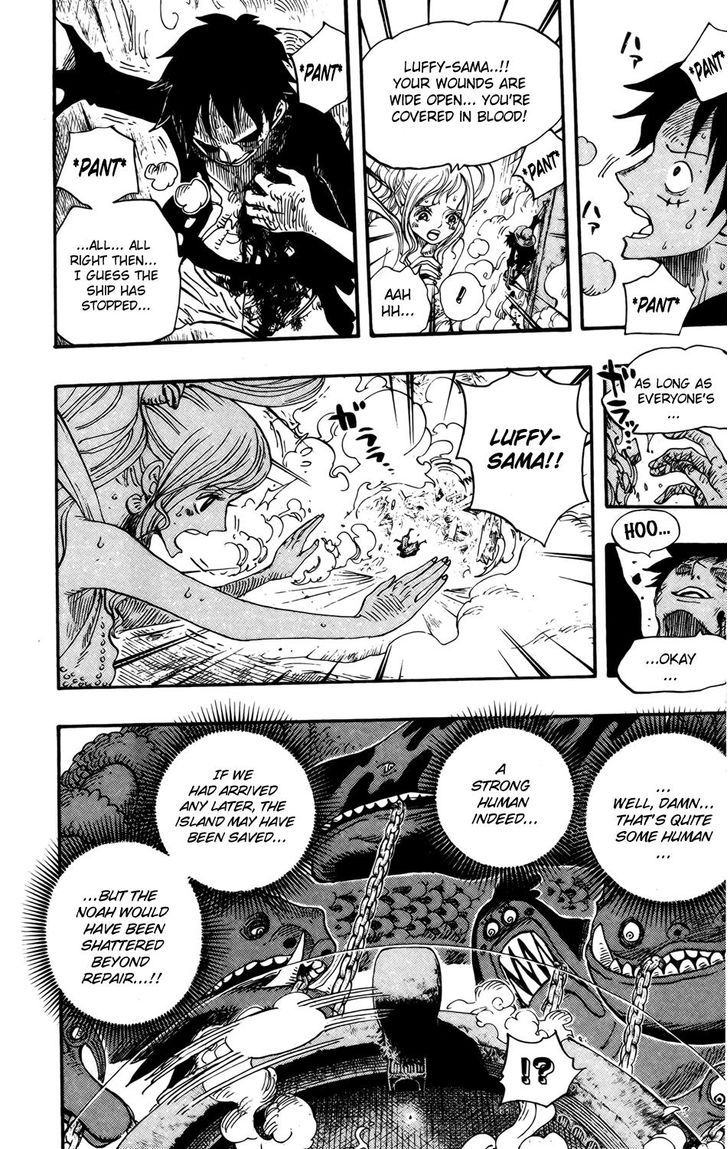 *PANT*
*PANT*
ハァ
ハァ
*PANT*
LUFFY-
SAMA..!!
YOUR WOUNDS ARE
WIDE OPEN... YOU'RE
COVERED IN BLOOD!
!
AAH
HH...
*PANT*
*PANT*
*PANT*
...ALL... ALL
RIGHT THEN...
I GUESS THE
SHIP HAS
STOPPED...
AS LONG AS
EVERYONE'S
...
ガラッ
HOO...
...OKAY
...
LUFFY-
SAMA!!
ガラッ
...
WELL, DAMN...
THAT'S QUITE
SOME HUMAN
...
A
STRONG
HUMAN
INDEED...
IF WE
HAD ARRIVED
ANY LATER, THE
ISLAND MAY HAVE
BEEN SAVED...
...BUT THE
NOAH WOULD
HAVE BEEN
SHATTERED
BEYOND
REPAIR...!!
!?